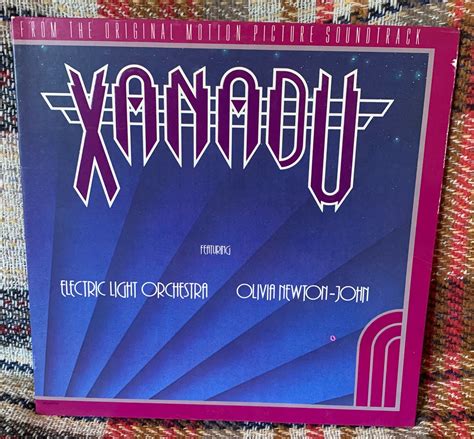 FROM THE ORIGINAL MOTION PICTURE SOUNDTRACK
XANADU
FEATURING
ELECTRIC LIGHT ORCHESTRA OLIVIA NEWTON-JOHN